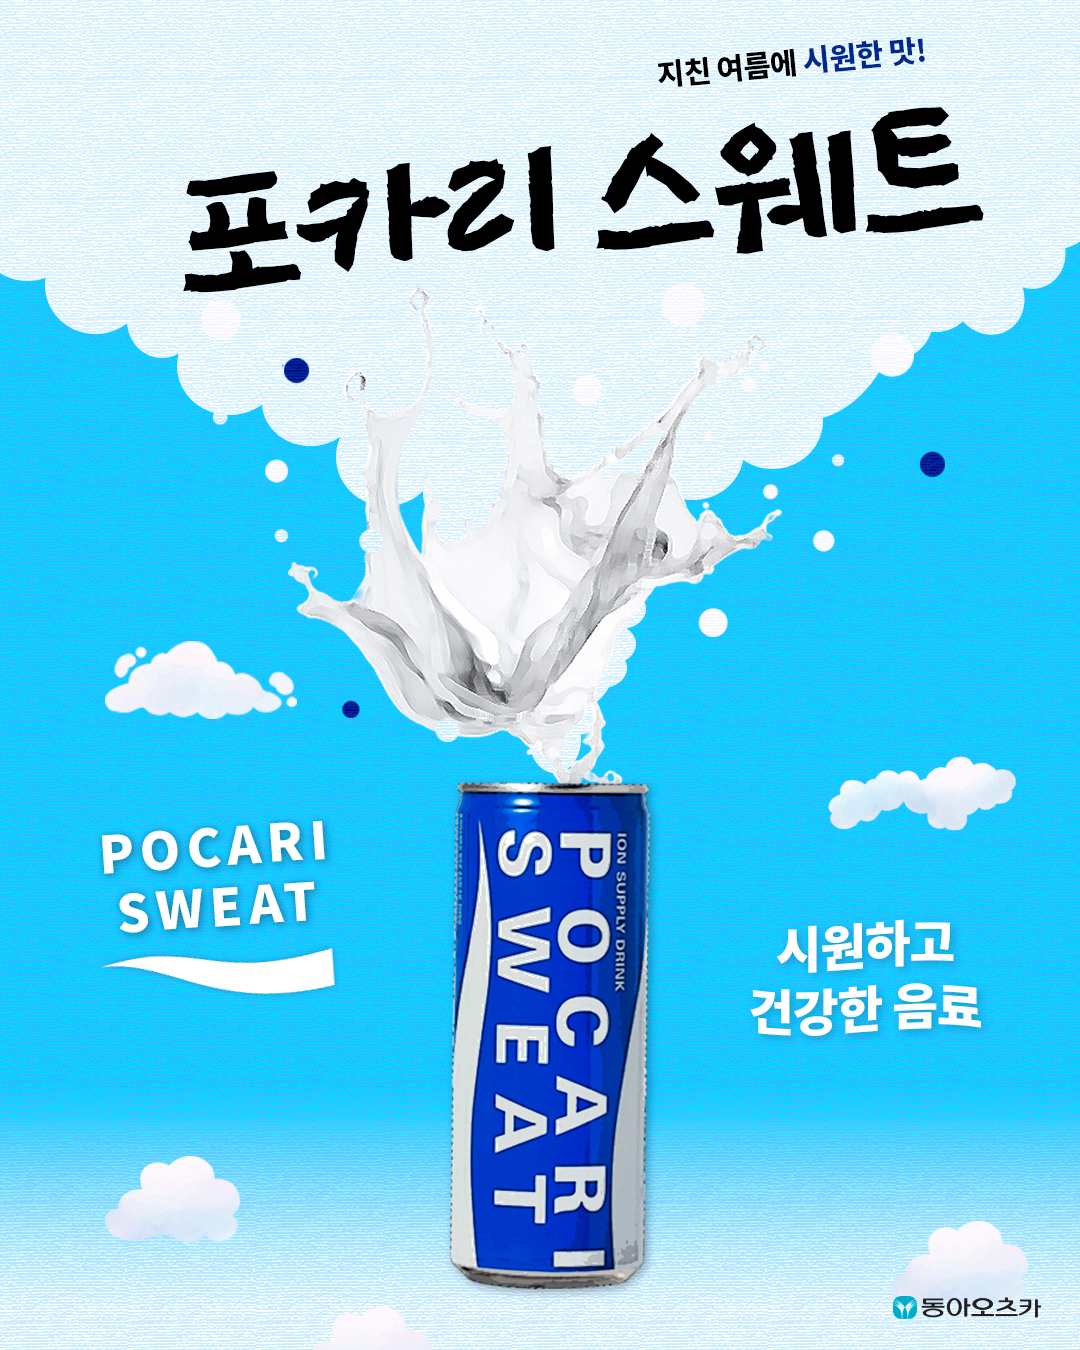 지친 여름에 시원한 맛!
포카리 스웨트
POCARI
SWEAT
ION SUPPLY DRINK
POCARI
SWEAT
시원하고
건강한 음료
동아오츠카